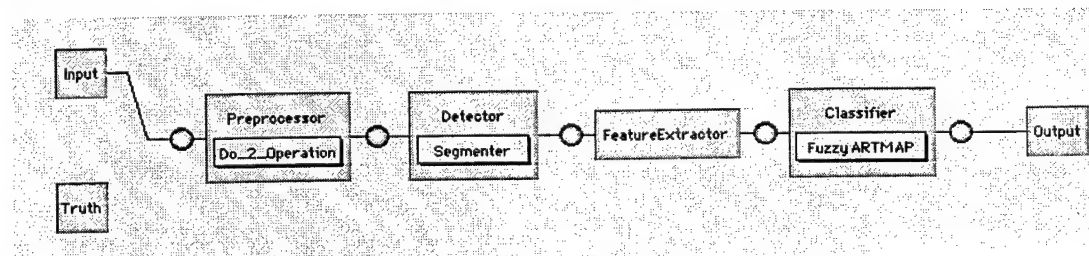 Input
Preprocessor
Do_2_Operation
Detector
Segmenter
FeatureExtractor
Classifier
Fuzzy ARTMAP
Output
Truth